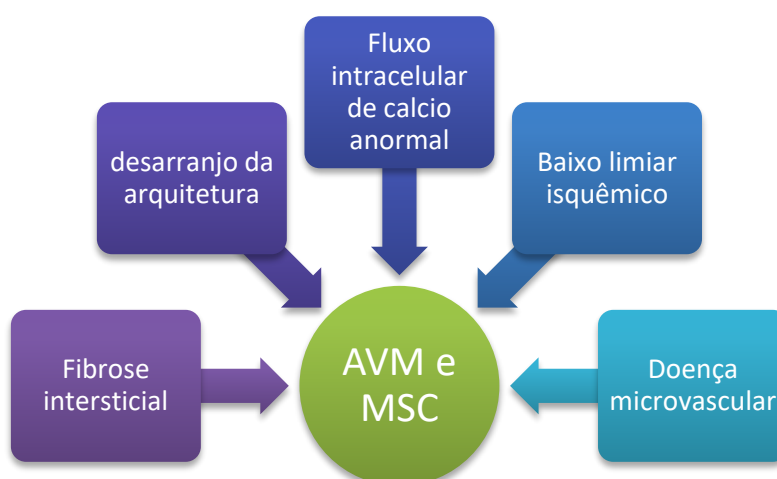 Fluxo
intracelular
de calcio
anormal
desarranjo da
arquitetura
Baixo limiar
isquêmico
Fibrose
intersticial
AVM e
MSC
Doença
microvascular